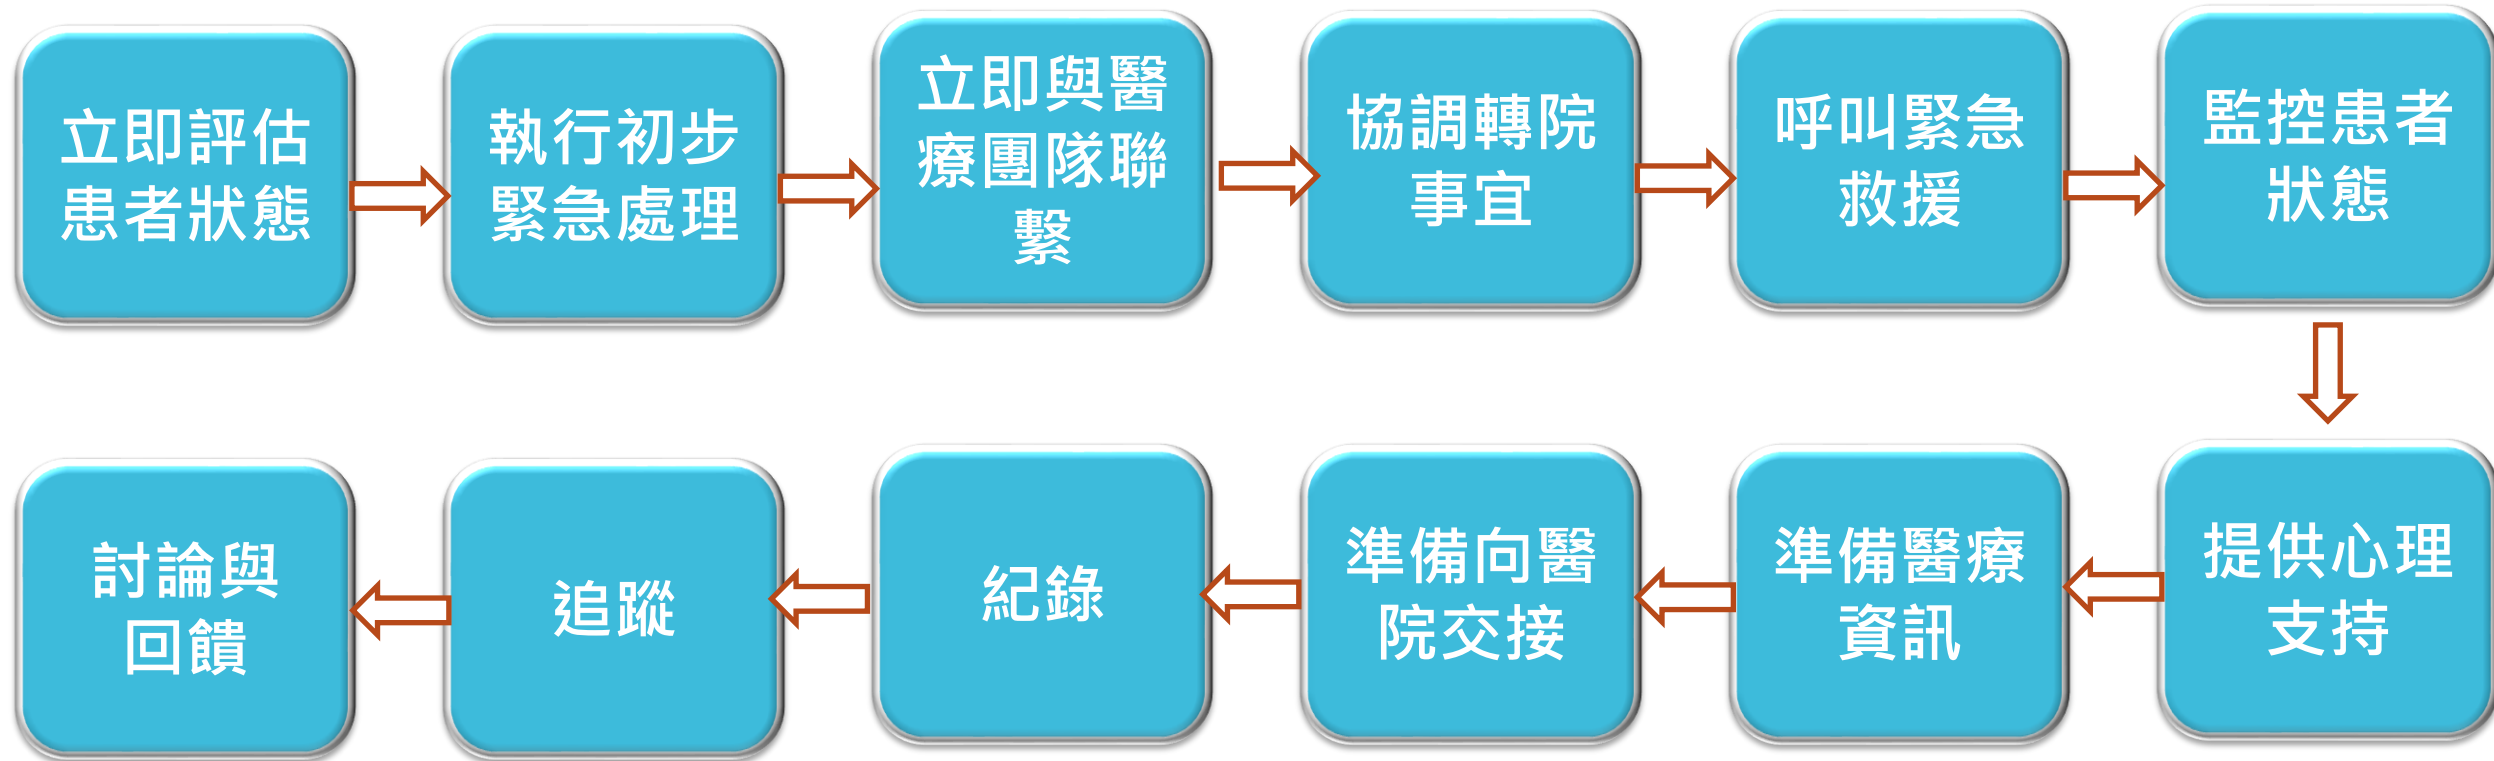 立即評估
患者狀態
執行初步
緊急處理
立即與醫
療團隊聯
繫
協調轉院
事宜
呼叫緊急
救援
監控患者
狀態
提供心理
支持
準備醫療
資訊
準備向醫
院交接
紀錄
追蹤
討論與
回饋